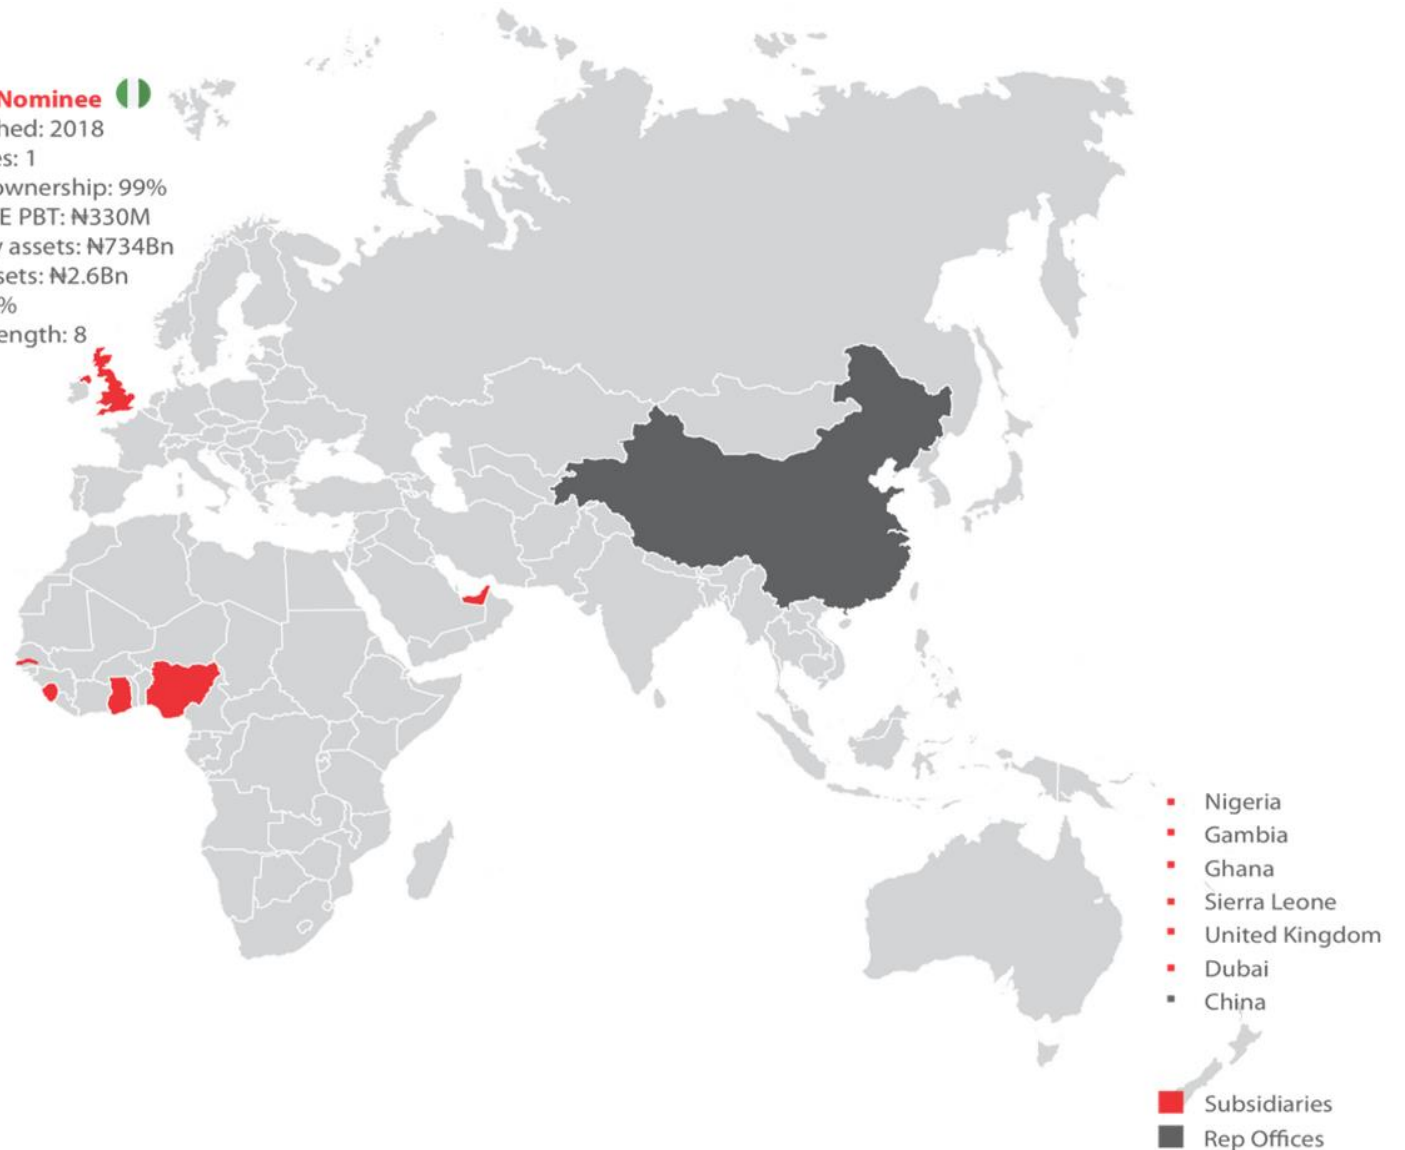 Nominee
hed: 2018
es: 1
ownership: 99%
E PBT: ₦330M
y assets: ₦734Bn
sets: ₦2.6Bn
%
ength: 8
Nigeria
Gambia
Ghana
Sierra Leone
United Kingdom
Dubai
China
Subsidiaries
Rep Offices